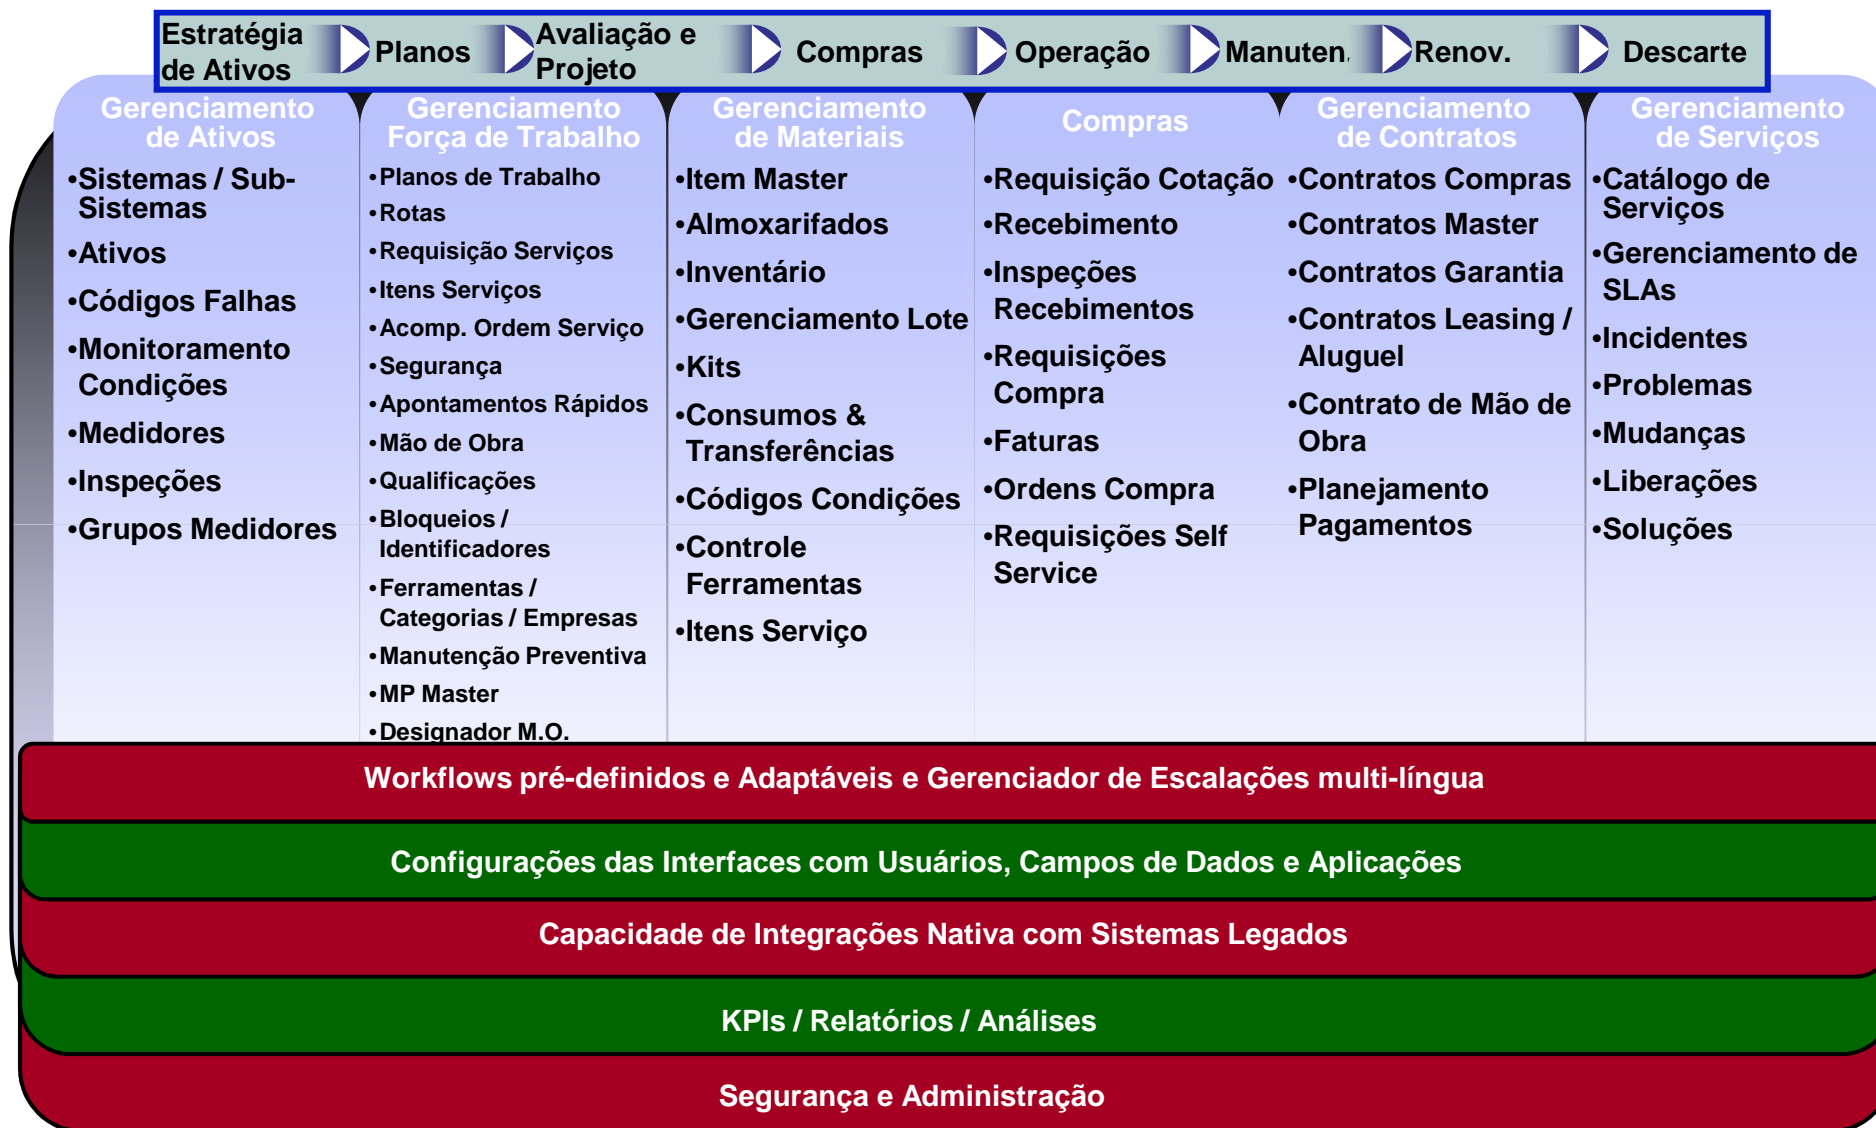 Estratégia
de Ativos
Planos
Avaliação e
Projeto
Compras
Operação
Manuten.
Renov.
Descarte
Gerenciamento
de Ativos
•Sistemas / Sub-
Sistemas
•Ativos
•Códigos Falhas
•Monitoramento
Condições
•Medidores
•Inspeções
•Grupos Medidores
Gerenciamento
Força de Trabalho
•Planos de Trabalho
•Rotas
•Requisição Serviços
•Itens Serviços
•Acomp. Ordem Serviço
•Segurança
•Apontamentos Rápidos
•Mão de Obra
•Qualificações
•Bloqueios /
Identificadores
•Ferramentas /
Categorias / Empresas
•Manutenção Preventiva
•MP Master
•Designador M.O.
Gerenciamento
de Materiais
•Item Master
•Almoxarifados
•Inventário
•Gerenciamento Lote
•Kits
•Consumos &
Transferências
•Códigos Condições
•Controle
Ferramentas
•Itens Serviço
Compras
•Requisição Cotação
•Recebimento
•Inspeções
Recebimentos
•Requisições
Compra
•Faturas
•Ordens Compra
•Requisições Self
Service
Gerenciamento
de Contratos
•Contratos Compras
•Contratos Master
•Contratos Garantia
•Contratos Leasing /
Aluguel
•Contrato de Mão de
Obra
•Planejamento
Pagamentos
Gerenciamento
de Serviços
•Catálogo de
Serviços
•Gerenciamento de
SLAs
•Incidentes
•Problemas
•Mudanças
•Liberações
•Soluções
Workflows pré-definidos e Adaptáveis e Gerenciador de Escalações multi-língua
Configurações das Interfaces com Usuários, Campos de Dados e Aplicações
Capacidade de Integrações Nativa com Sistemas Legados
KPIs / Relatórios / Análises
Segurança e Administração